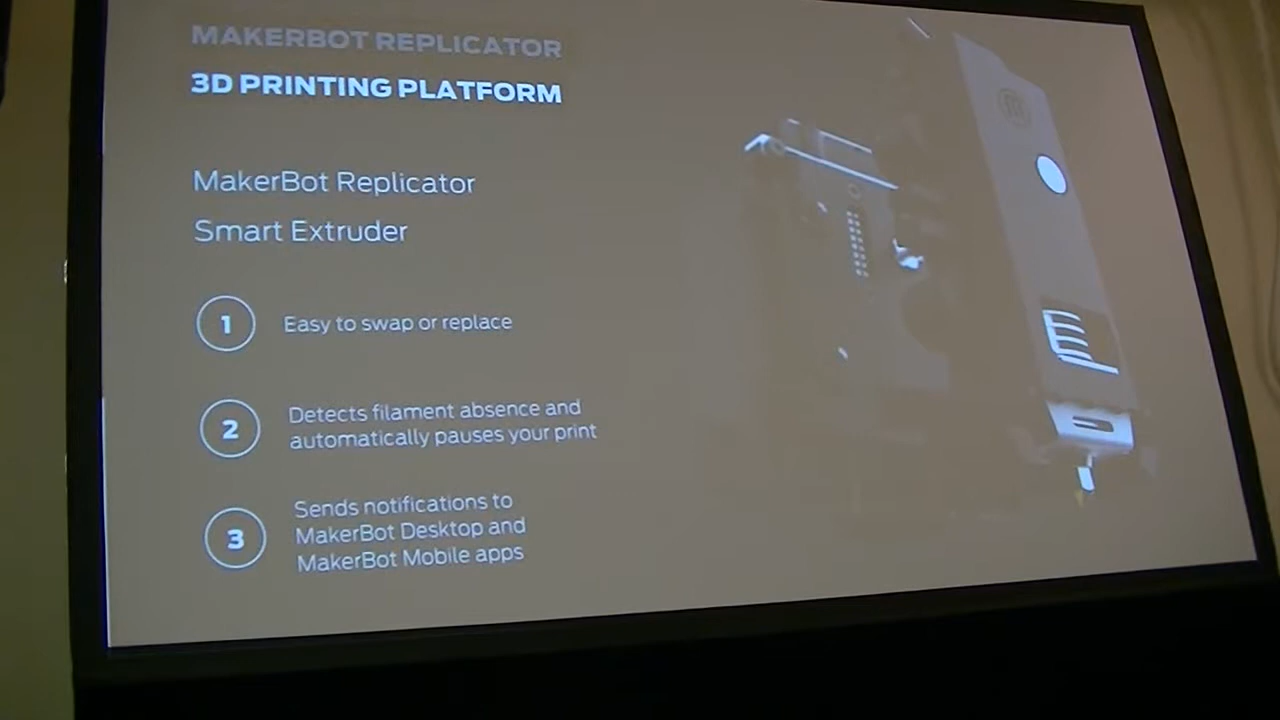 MAKERBOT REPLICATOR
3D PRINTING PLATFORM
MakerBot Replicator
Smart Extruder
1 Easy to swap or replace
2 Detects filament absence and
automatically pauses your print
3 Sends notifications to
MakerBot Desktop and
MakerBot Mobile apps